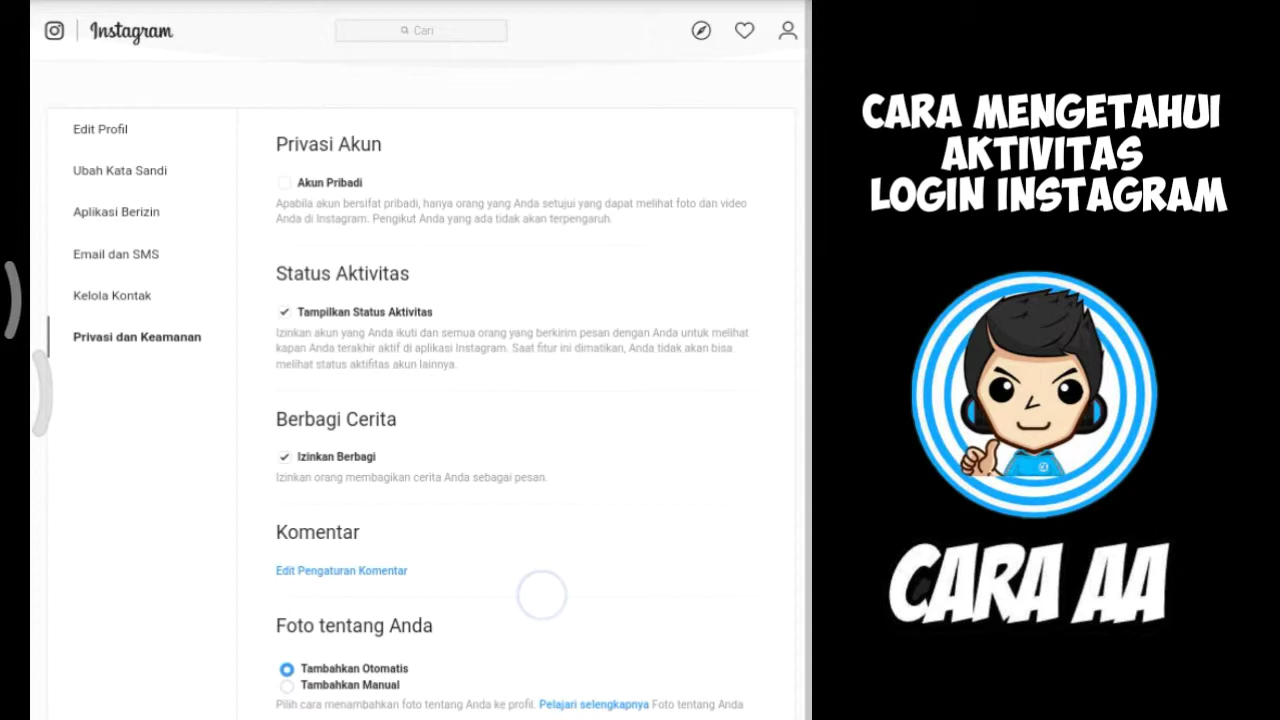 Instagram
Cari
Edit Profil
Ubah Kata Sandi
Aplikasi Berizin
Email dan SMS
Kelola Kontak
Privasi dan Keamanan
Privasi Akun
Akun Pribadi
Apabila akun bersifat pribadi, hanya orang yang Anda setujui yang dapat melihat foto dan video
Anda di Instagram. Pengikut Anda yang ada tidak akan terpengaruh.
Status Aktivitas
Tampilkan Status Aktivitas
Izinkan akun yang Anda ikuti dan semua orang yang berkirim pesan dengan Anda untuk melihat
kapan Anda terakhir aktif di aplikasi Instagram. Saat fitur ini dimatikan, Anda tidak akan bisa
melihat status aktifitas akun lainnya.
Berbagi Cerita
Izinkan Berbagi
Izinkan orang membagikan cerita Anda sebagai pesan.
Komentar
Edit Pengaturan Komentar
Foto tentang Anda
Tambahkan Otomatis
Tambahkan Manual
Pilih cara menambahkan foto tentang Anda ke profil. Pelajari selengkapnya Foto tentang Anda
CARA MENGETAHUI
AKTIVITAS
LOGIN INSTAGRAM
CARA AA